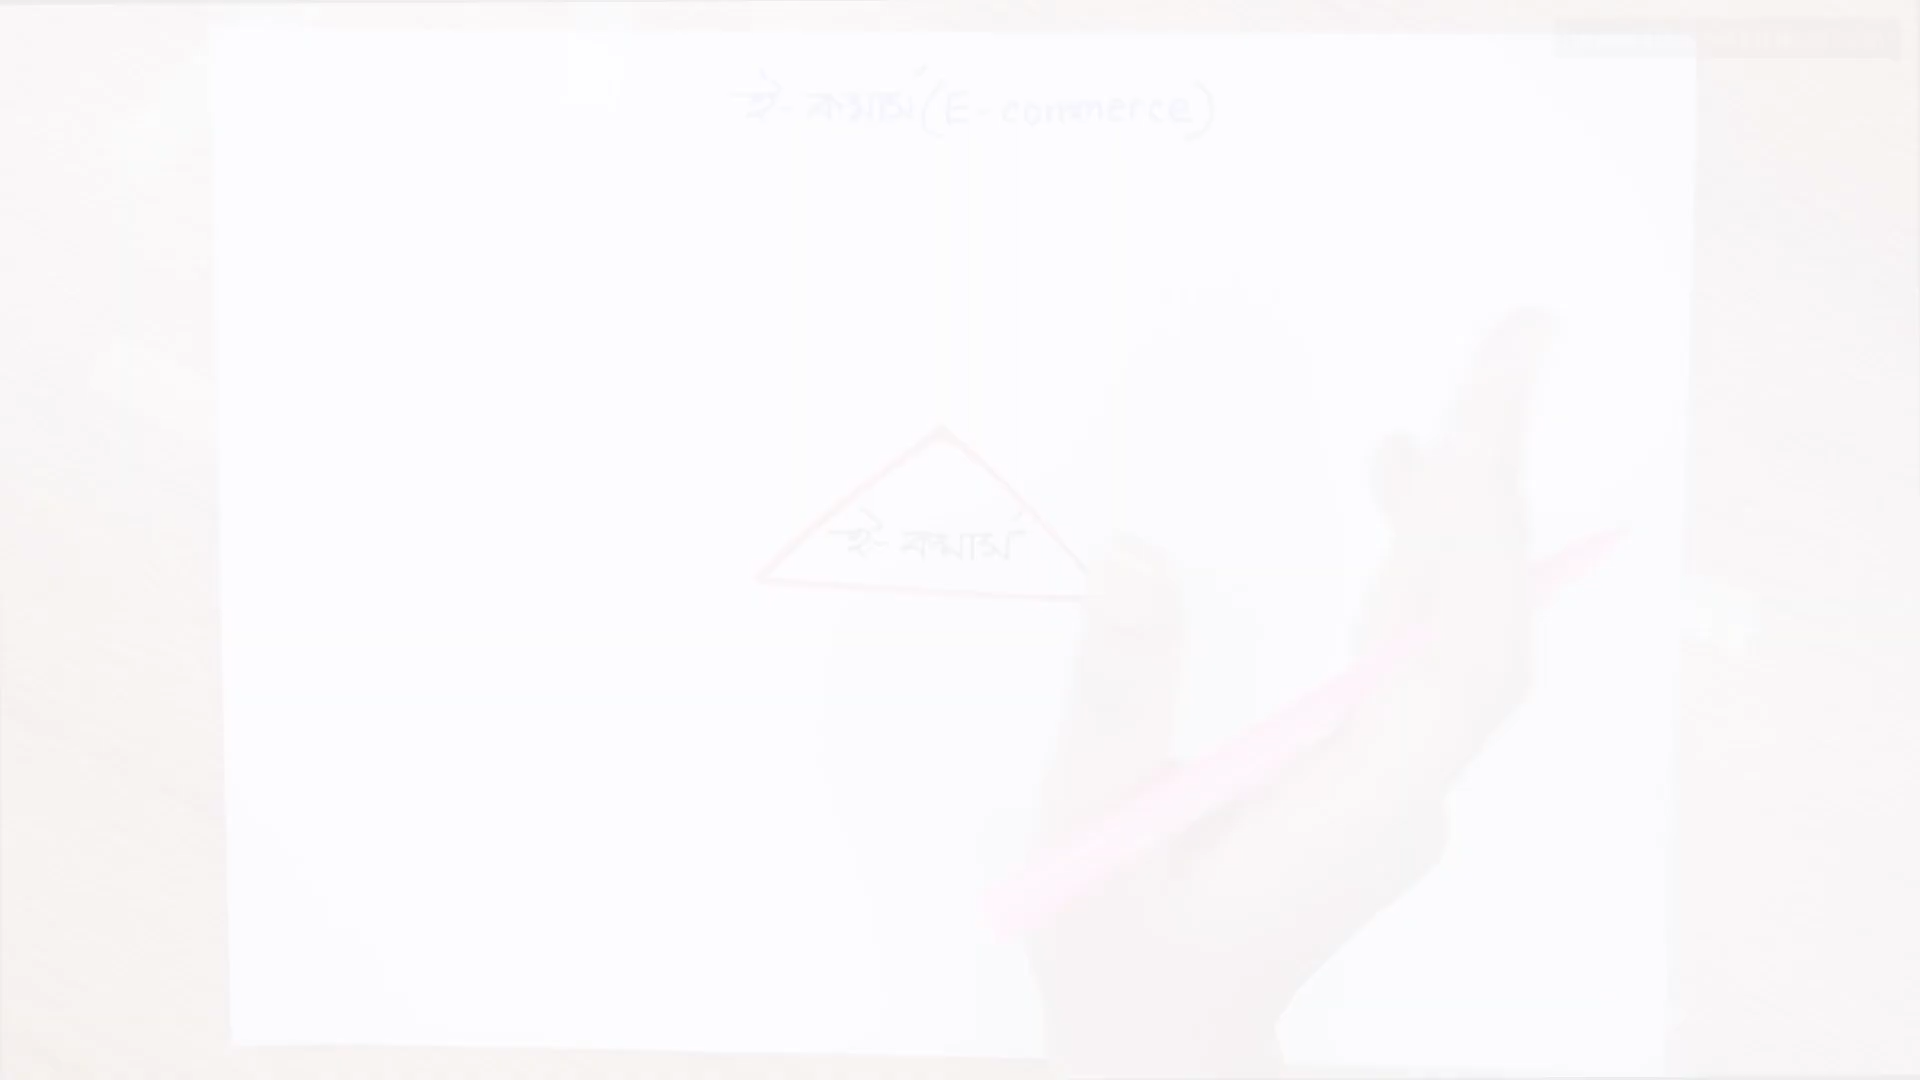 ই- কমার্স (E-commerce)
ই- কমার্স